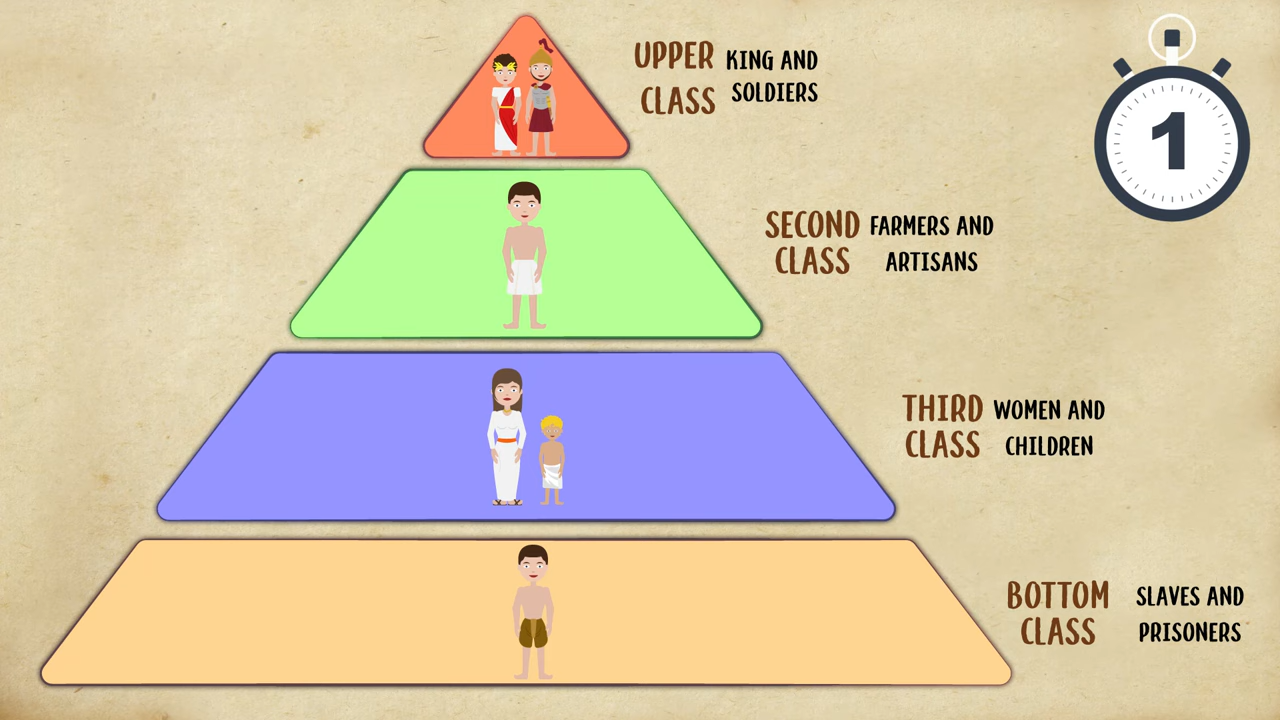 UPPER CLASS
KING AND SOLDIERS
1
SECOND CLASS
FARMERS AND ARTISANS
THIRD CLASS
WOMEN AND CHILDREN
BOTTOM CLASS
SLAVES AND PRISONERS